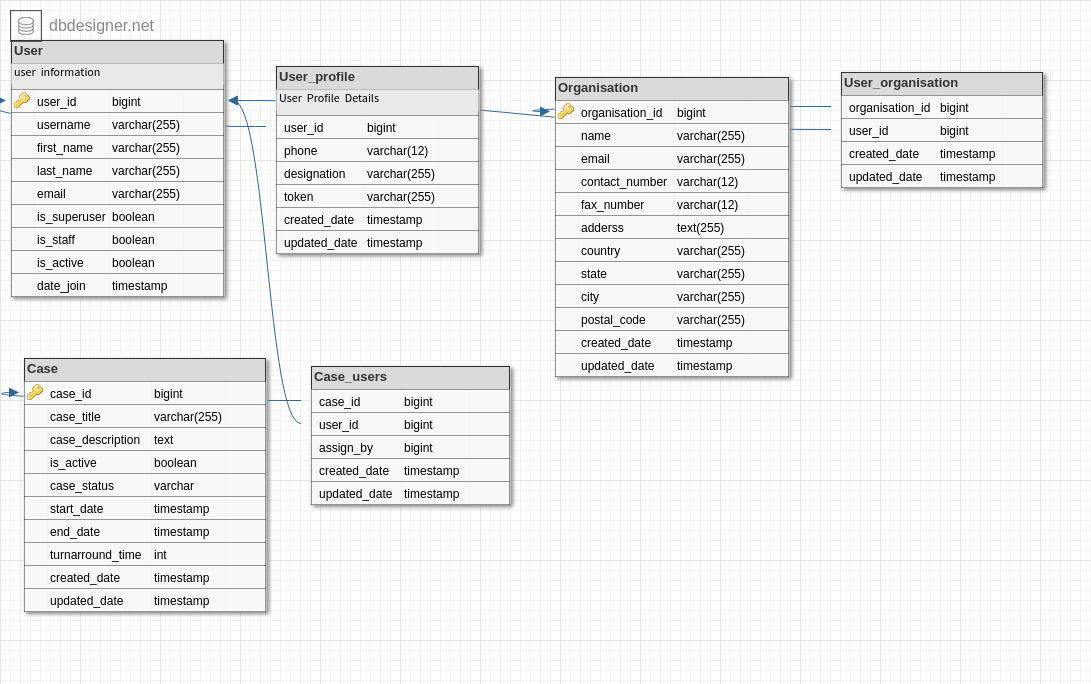 dbdesigner.net
User
user information
user_id bigint
username varchar(255)
first_name varchar(255)
last_name varchar(255)
email varchar(255)
is_superuser boolean
is_staff boolean
is_active boolean
date_join timestamp
User_profile
User Profile Details
user_id bigint
phone varchar(12)
designation varchar(255)
token varchar(255)
created_date timestamp
updated_date timestamp
Organisation
organisation_id bigint
name varchar(255)
email varchar(255)
contact_number varchar(12)
fax_number varchar(12)
adderss text(255)
country varchar(255)
state varchar(255)
city varchar(255)
postal_code varchar(255)
created_date timestamp
updated_date timestamp
User_organisation
organisation_id bigint
user_id bigint
created_date timestamp
updated_date timestamp
Case
case_id bigint
case_title varchar(255)
case_description text
is_active boolean
case_status varchar
start_date timestamp
end_date timestamp
turnarround_time int
created_date timestamp
updated_date timestamp
Case_users
case_id bigint
user_id bigint
assign_by bigint
created_date timestamp
updated_date timestamp